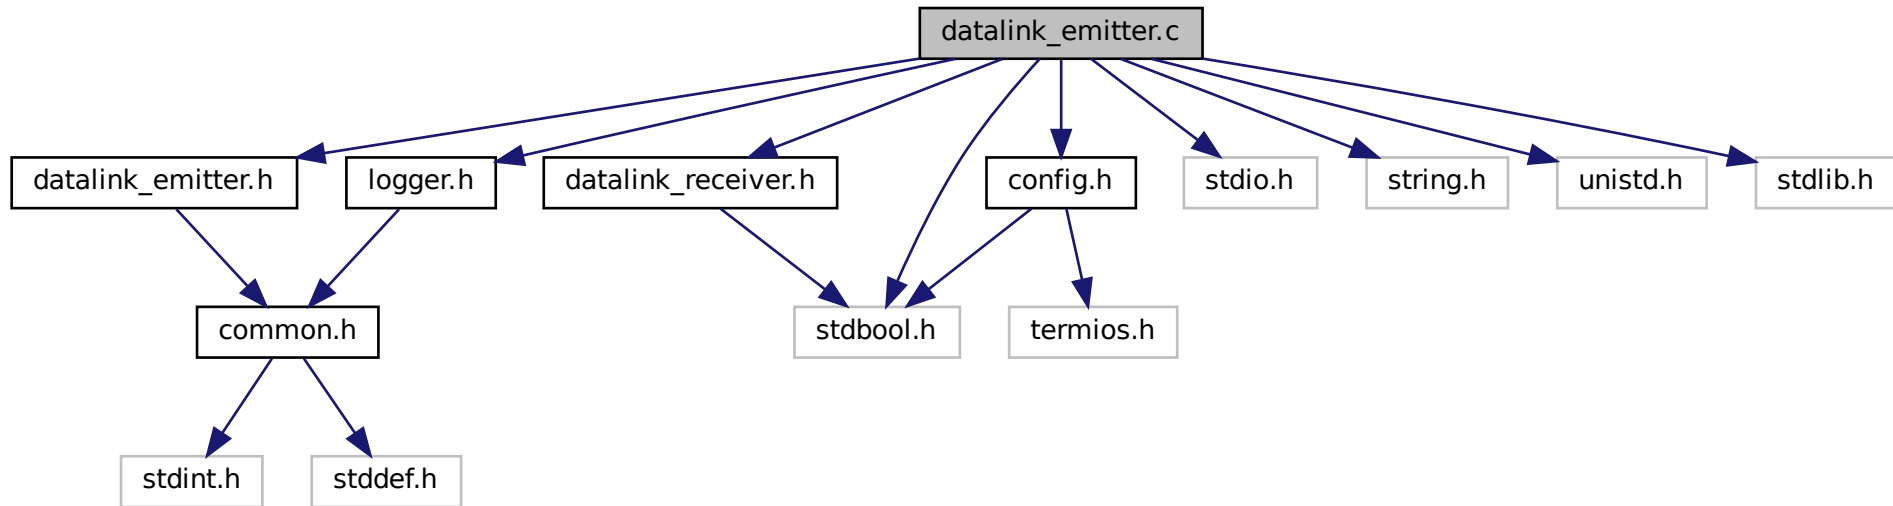 datalink_emitter.c
datalink_emitter.h
logger.h
datalink_receiver.h
config.h
stdio.h
string.h
unistd.h
stdlib.h
common.h
stdbool.h
termios.h
stdint.h
stddef.h